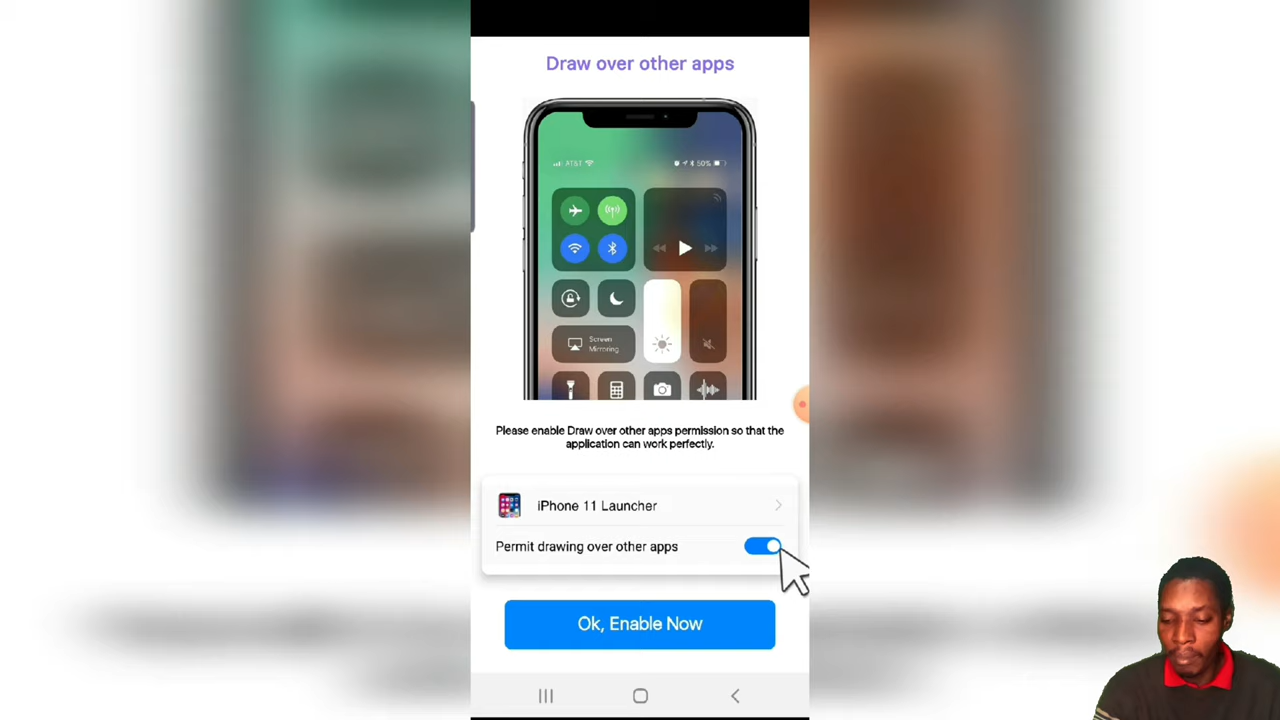 Draw over other apps
AT&T
50%
Screen
Mirroring
Please enable Draw over other apps permission so that the
application can work perfectly.
iPhone 11 Launcher
Permit drawing over other apps
Ok, Enable Now